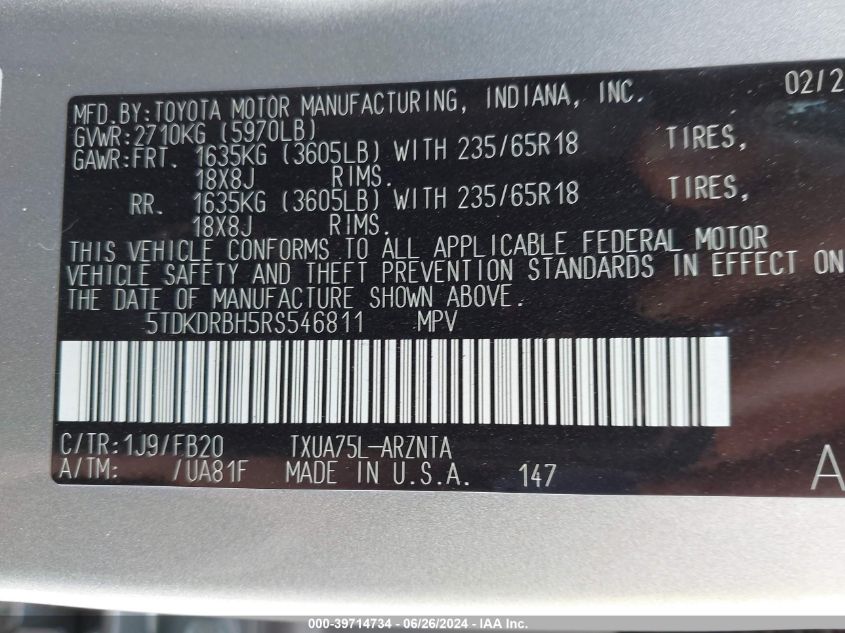 MFD.BY:TOYOTA MOTOR MANUFACTURING, INDIANA, INC. 02/2
GVWR:2710KG (5970LB)
GAWR:FRT. 1635KG (3605LB) WITH 235/65R18 TIRES,
18X8J RIMS.
RR. 1635KG (3605LB) WITH 235/65R18 TIRES,
18X8J RIMS.
THIS VEHICLE CONFORMS TO ALL APPLICABLE FEDERAL MOTOR
VEHICLE SAFETY AND THEFT PREVENTION STANDARDS IN EFFECT ON
THE DATE OF MANUFACTURE SHOWN ABOVE.
5TDKDRBH5RS546811 MPV
C/TR:1J9/FB20 TXUA75L-ARZNTA
A/TM: /UA81F MADE IN U.S.A. 147 A
000-39714734 - 06/26/2024 - IAA Inc.